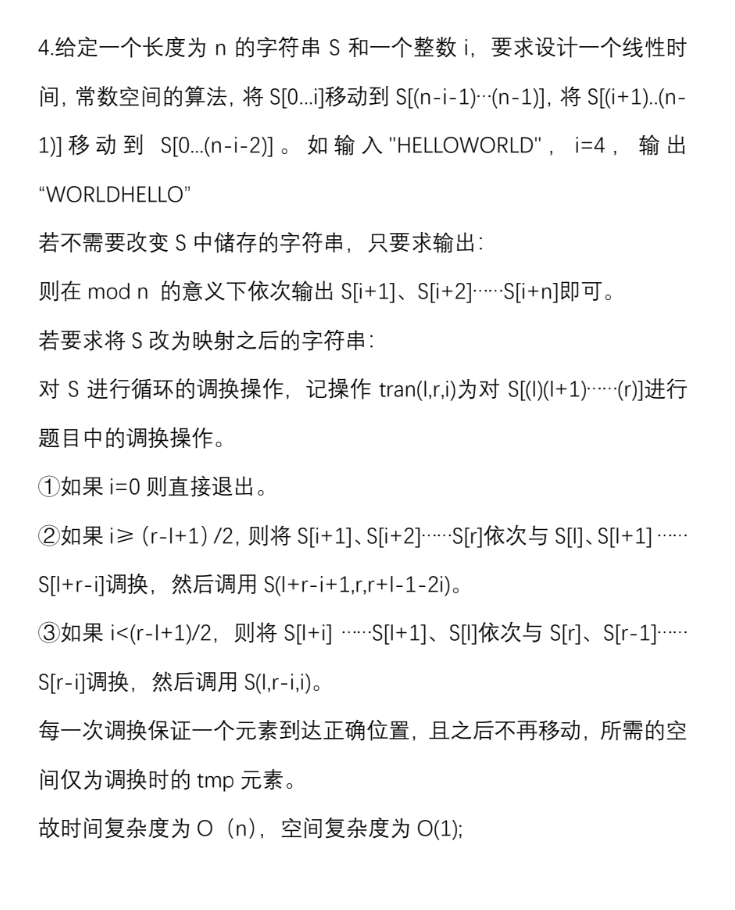 4.给定一个长度为 n 的字符串 S 和一个整数 i，要求设计一个线性时
间，常数空间的算法，将 S[0...i]移动到 S[(n-i-1)…(n-1)]，将 S[(i+1)..(n-
1)]移动到 S[0...(n-i-2)]。如输入"HELLOWORLD"，i=4，输出
“WORLDHELLO”
若不需要改变 S 中储存的字符串，只要求输出：
则在 mod n 的意义下依次输出 S[i+1]、S[i+2]……S[i+n]即可。
若要求将 S 改为映射之后的字符串：
对 S 进行循环的调换操作，记操作 tran(l,r,i)为对 S[(l)(l+1)……(r)]进行
题目中的调换操作。
①如果 i=0 则直接退出。
②如果 i≥（r-l+1）/2，则将 S[i+1]、S[i+2]……S[r]依次与 S[l]、S[l+1]……
S[l+r-i]调换，然后调用 S(l+r-i+1,r,r+l-1-2i)。
③如果 i<(r-l+1)/2，则将 S[l+i] ……S[l+1]、S[l]依次与 S[r]、S[r-1]……
S[r-i]调换，然后调用 S(l,r-i,i)。
每一次调换保证一个元素到达正确位置，且之后不再移动，所需的空
间仅为调换时的 tmp 元素。
故时间复杂度为 O（n），空间复杂度为 O(1);